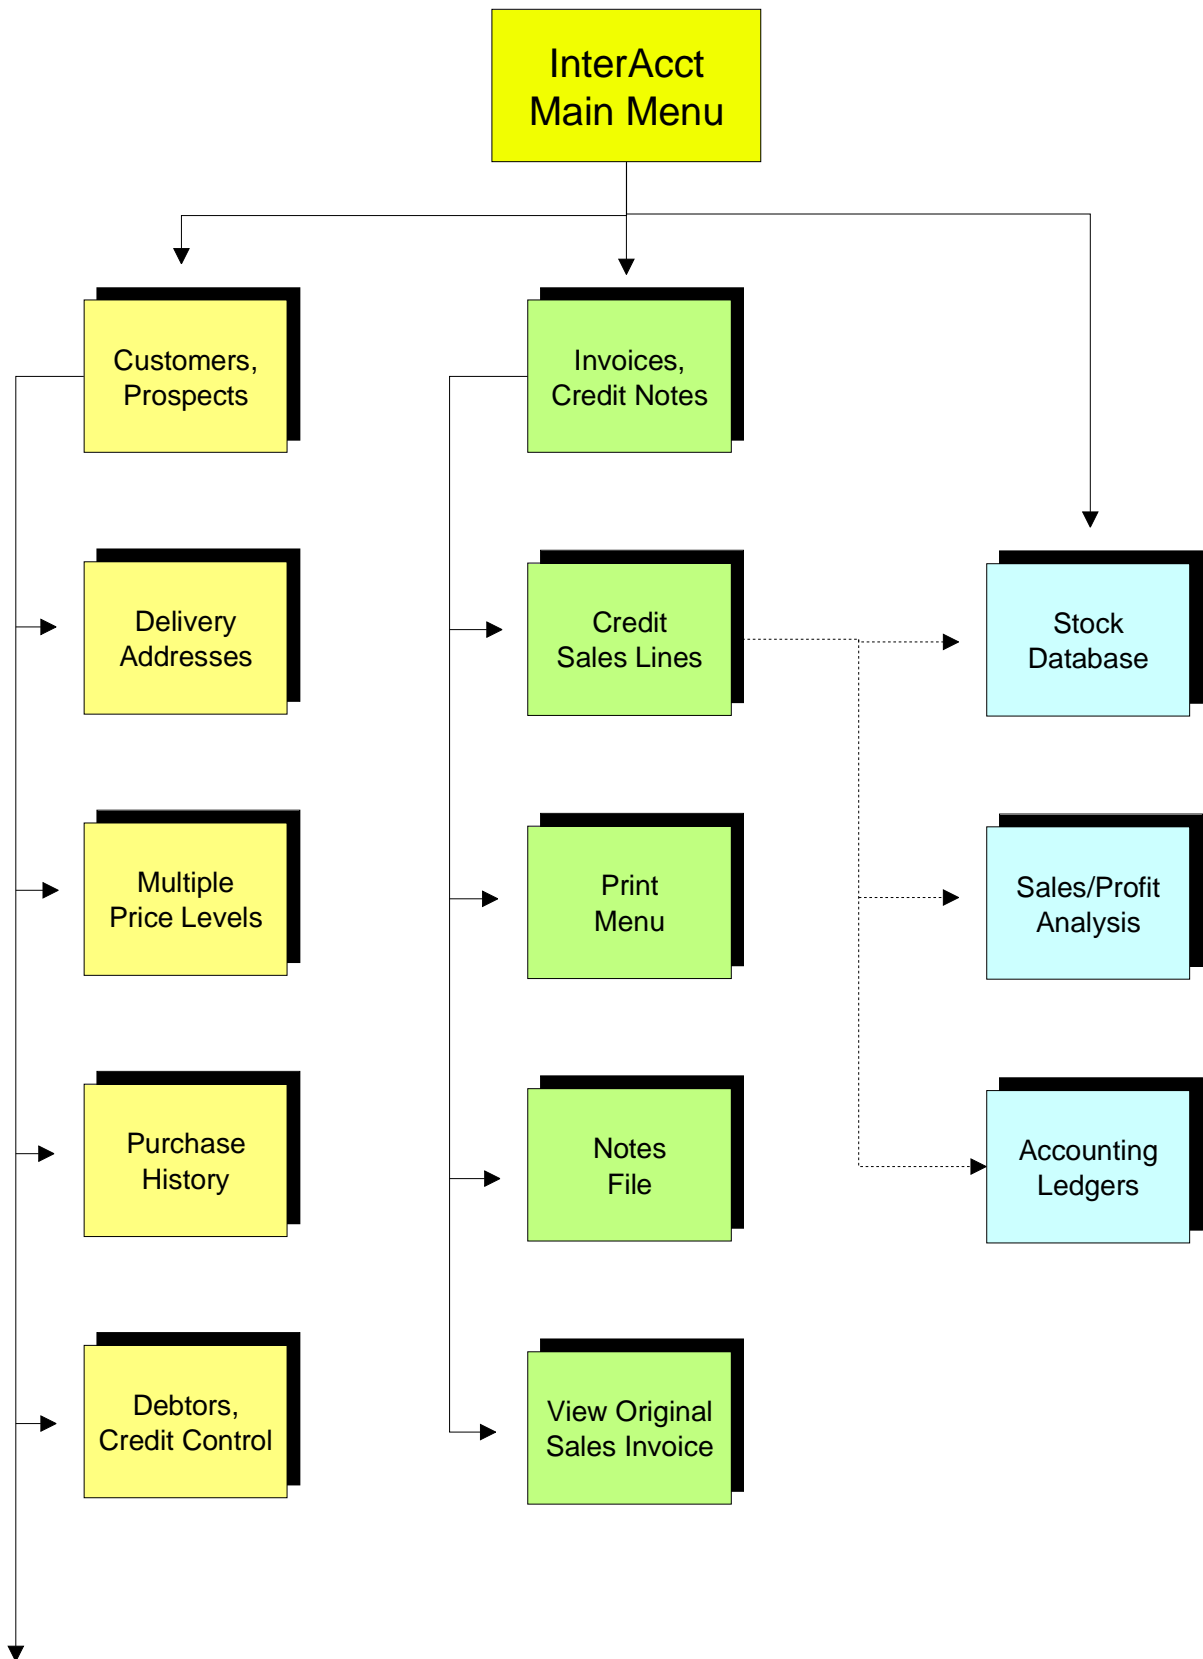 InterAcct
Main Menu
Customers,
Prospects
Invoices,
Credit Notes
Delivery
Addresses
Credit
Sales Lines
Stock
Database
Multiple
Price Levels
Print
Menu
Sales/Profit
Analysis
Purchase
History
Notes
File
Accounting
Ledgers
Debtors,
Credit Control
View Original
Sales Invoice